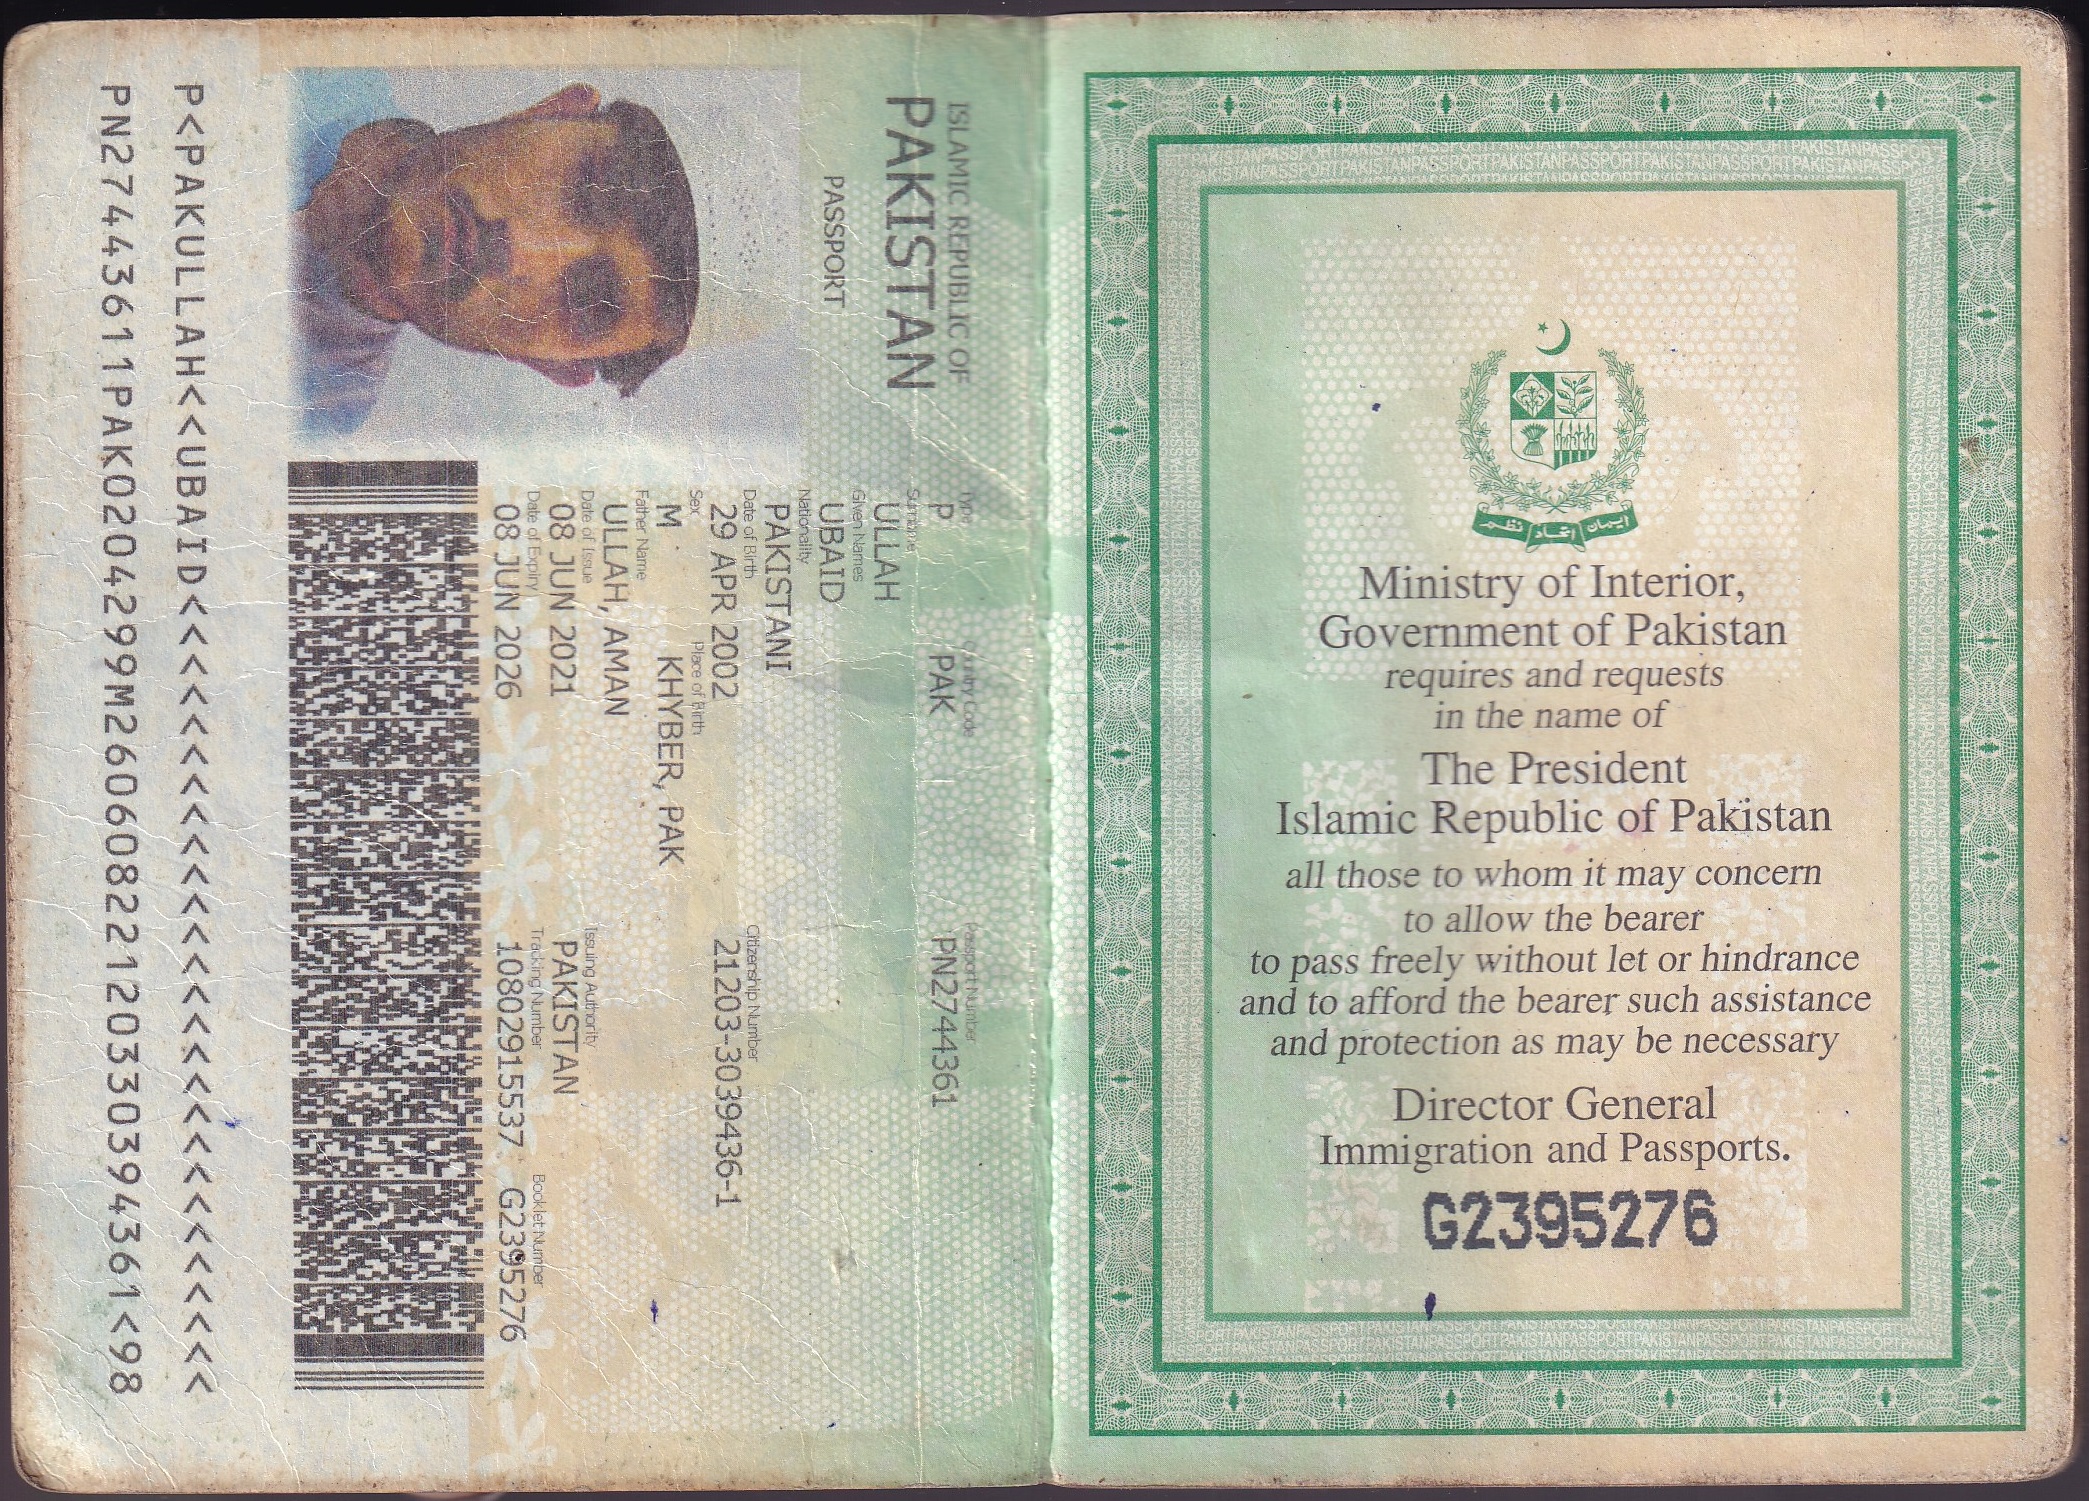 ISLAMIC REPUBLIC OF
PAKISTAN
PASSPORT
Type Country Code Passport Number
P PAK PN2744361
Surname
ULLAH
Given Names
UBAID
Nationality
PAKISTANI
Date of Birth Citizenship Number
29 APR 2002 21203-3039436-1
Sex Place of Birth
M KHYBER, PAK
Father Name
ULLAH, AMAN
Date of Issue Issuing Authority
08 JUN 2021 PAKISTAN
Date of Expiry Tracking Number Booklet Number
08 JUN 2026 10802915537 G2395276
P<PAKULLAH<<UBAID<<<<<<<<<<<<<<<<<<<<<<<<<<<
PN27443611PAK0204299M26060822120330394361<98
ایمان اتحاد نظم
Ministry of Interior,
Government of Pakistan
requires and requests
in the name of
The President
Islamic Republic of Pakistan
all those to whom it may concern
to allow the bearer
to pass freely without let or hindrance
and to afford the bearer such assistance
and protection as may be necessary
Director General
Immigration and Passports.
G2395276